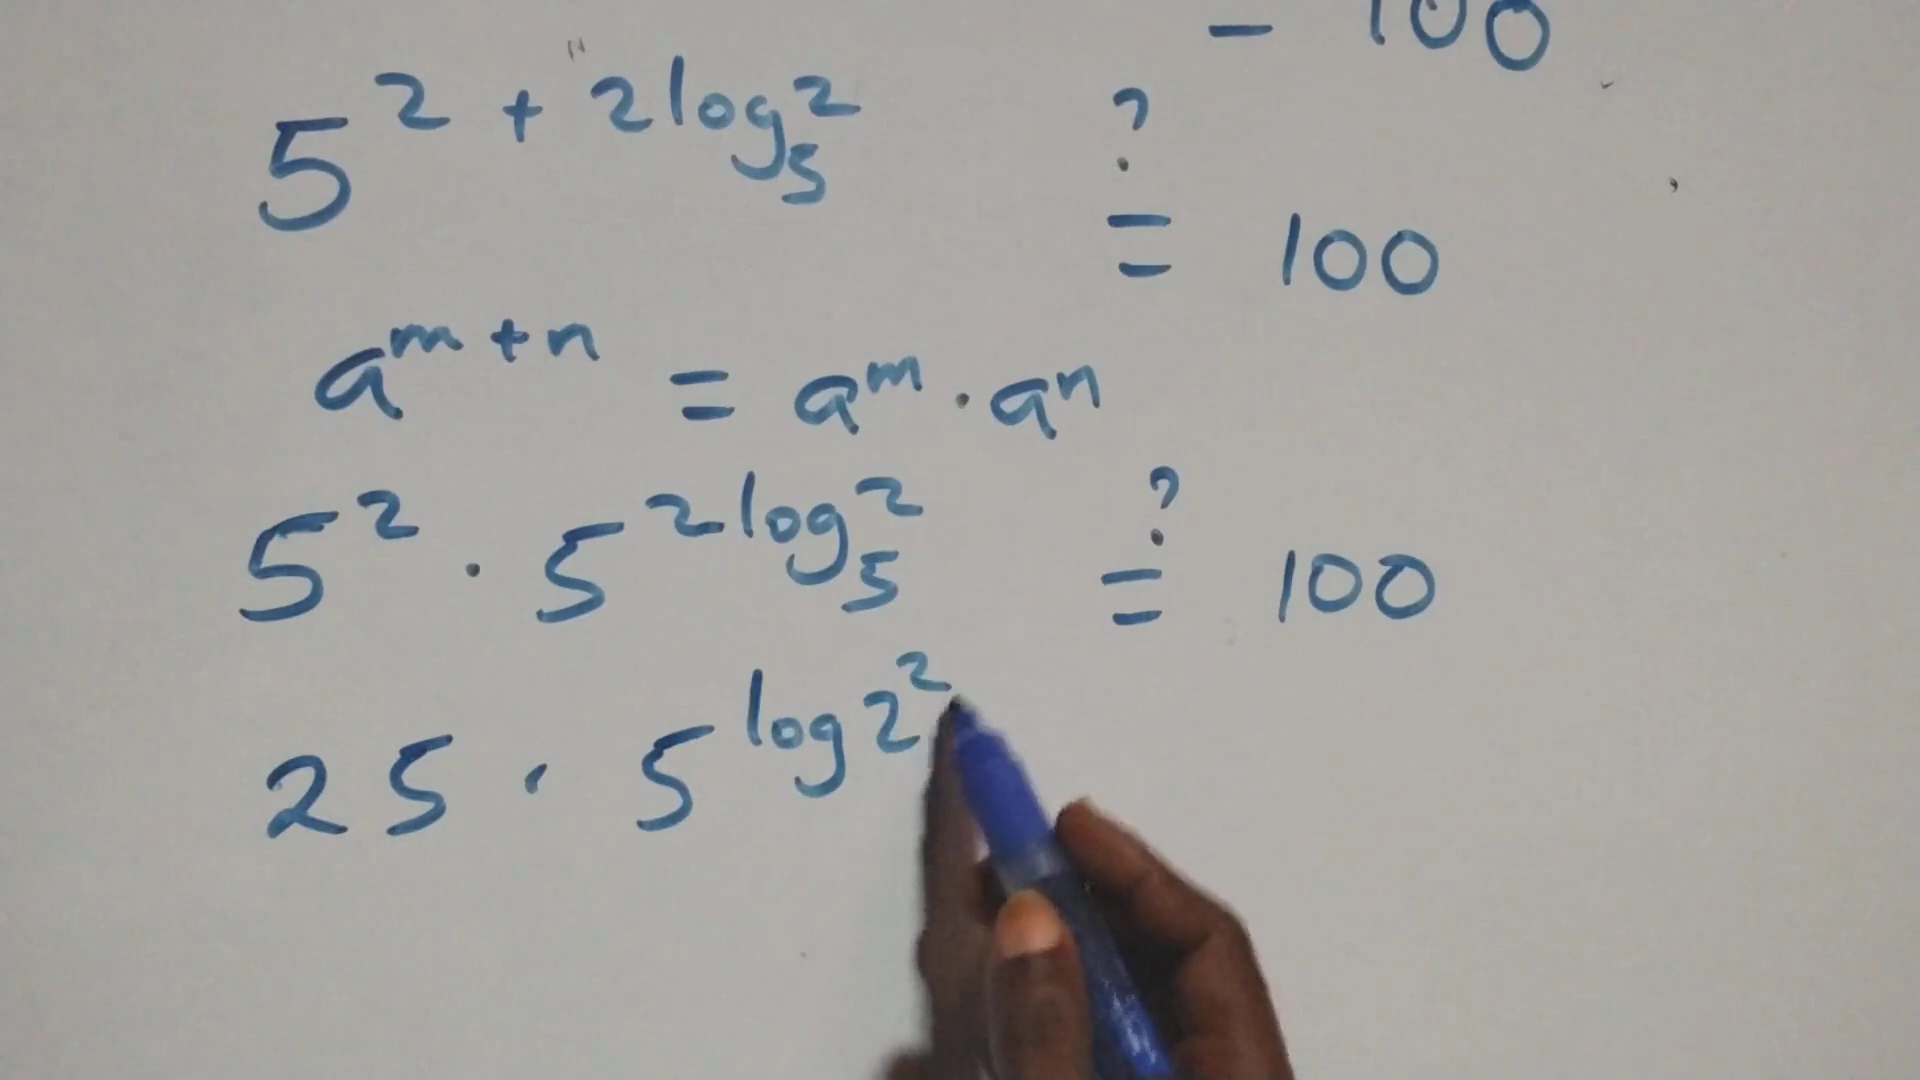 = 100
5^{2 + 2log_5 2} ?= 100
a^{m+n} = a^m · a^n
5^2 · 5^{2log_5 2} ?= 100
25 · 5^{log 2^2}